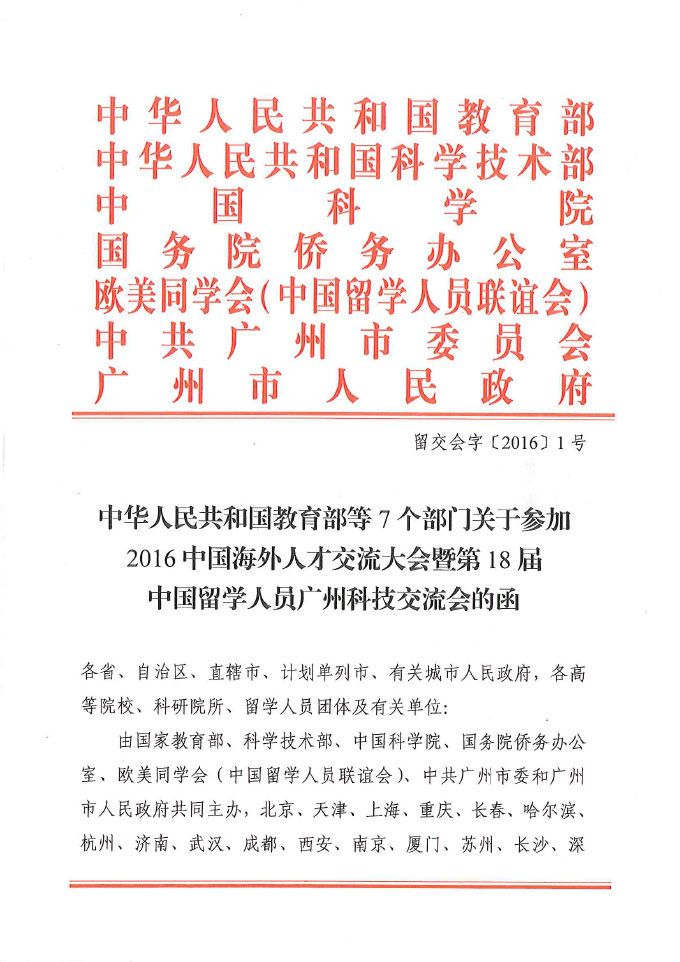 中华人民共和国教育部
中华人民共和国科学技术部
中国科学院
国务院侨务办公室
欧美同学会(中国留学人员联谊会)
中共广州市委员会
广州市人民政府
留交会字〔2016〕1号
中华人民共和国教育部等7个部门关于参加
2016中国海外人才交流大会暨第18届
中国留学人员广州科技交流会的函
各省、自治区、直辖市、计划单列市、有关城市人民政府，各高
等院校、科研院所、留学人员团体及有关单位：
由国家教育部、科学技术部、中国科学院、国务院侨务办公
室、欧美同学会（中国留学人员联谊会）、中共广州市委和广州
市人民政府共同主办，北京、天津、上海、重庆、长春、哈尔滨、
杭州、济南、武汉、成都、西安、南京、厦门、苏州、长沙、深